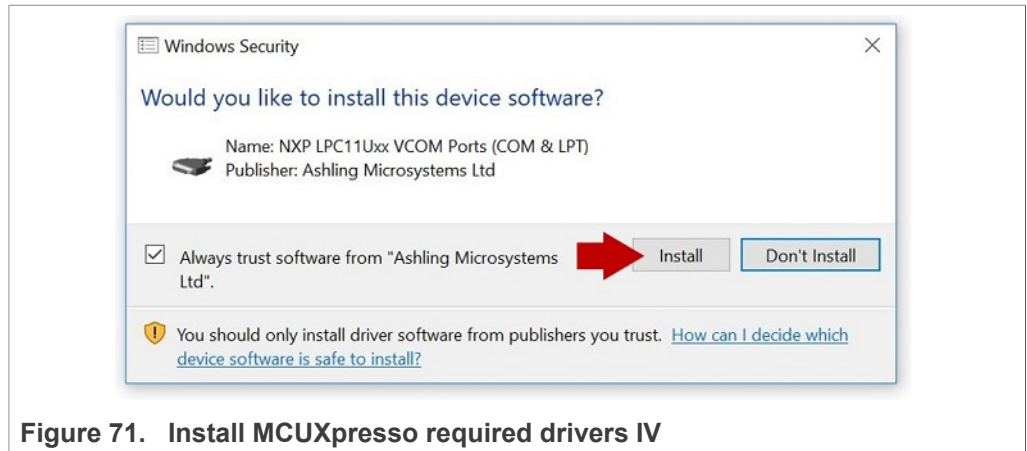 Windows Security
Would you like to install this device software?
Name: NXP LPC11Uxx VCOM Ports (COM & LPT)
Publisher: Ashling Microsystems Ltd
Always trust software from "Ashling Microsystems
Ltd".
Install
Don't Install
You should only install driver software from publishers you trust. How can I decide which
device software is safe to install?
Figure 71. Install MCUXpresso required drivers IV